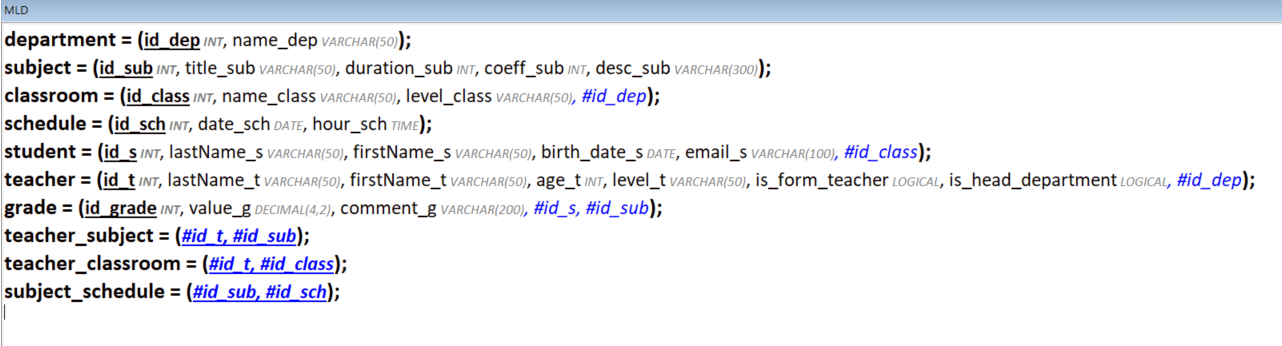 MLD
department = (id_dep INT, name_dep VARCHAR(50));
subject = (id_sub INT, title_sub VARCHAR(50), duration_sub INT, coeff_sub INT, desc_sub VARCHAR(300));
classroom = (id_class INT, name_class VARCHAR(50), level_class VARCHAR(50), #id_dep);
schedule = (id_sch INT, date_sch DATE, hour_sch TIME);
student = (id_s INT, lastName_s VARCHAR(50), firstName_s VARCHAR(50), birth_date_s DATE, email_s VARCHAR(100), #id_class);
teacher = (id_t INT, lastName_t VARCHAR(50), firstName_t VARCHAR(50), age_t INT, level_t VARCHAR(50), is_form_teacher LOGICAL, is_head_department LOGICAL, #id_dep);
grade = (id_grade INT, value_g DECIMAL(4,2), comment_g VARCHAR(200), #id_s, #id_sub);
teacher_subject = (#id_t, #id_sub);
teacher_classroom = (#id_t, #id_class);
subject_schedule = (#id_sub, #id_sch);